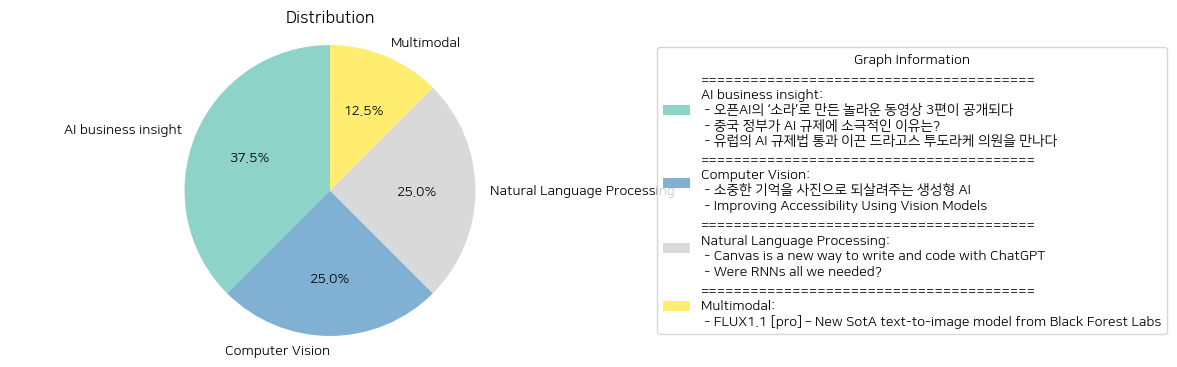 Distribution
Multimodal
AI business insight
12.5%
37.5%
25.0%
Natural Language Processing
25.0%
Computer Vision
Graph Information
========================================
AI business insight:
- 오픈AI의 ‘소라’로 만든 놀라운 동영상 3편이 공개되다
- 중국 정부가 AI 규제에 소극적인 이유는?
- 유럽의 AI 규제법 통과 이끈 드라고스 투도라케 의원을 만나다
========================================
Computer Vision:
- 소중한 기억을 사진으로 되살려주는 생성형 AI
- Improving Accessibility Using Vision Models
========================================
Natural Language Processing:
- Canvas is a new way to write and code with ChatGPT
- Were RNNs all we needed?
========================================
Multimodal:
- FLUX1.1 [pro] – New SotA text-to-image model from Black Forest Labs